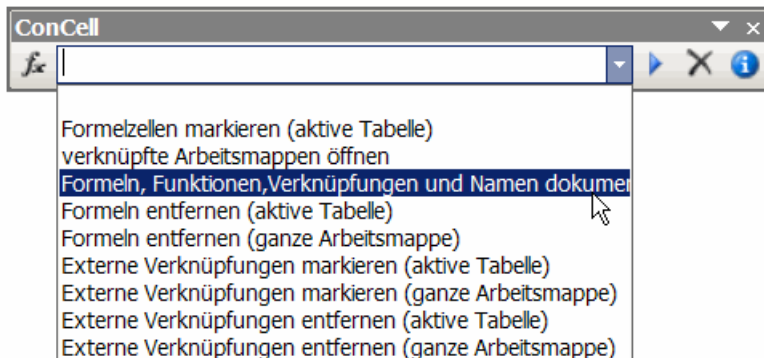 ConCell
fx
Formelzellen markieren (aktive Tabelle)
verknüpfte Arbeitsmappen öffnen
Formeln, Funktionen,Verknüpfungen und Namen dokumen
Formeln entfernen (aktive Tabelle)
Formeln entfernen (ganze Arbeitsmappe)
Externe Verknüpfungen markieren (aktive Tabelle)
Externe Verknüpfungen markieren (ganze Arbeitsmappe)
Externe Verknüpfungen entfernen (aktive Tabelle)
Externe Verknüpfungen entfernen (ganze Arbeitsmappe)